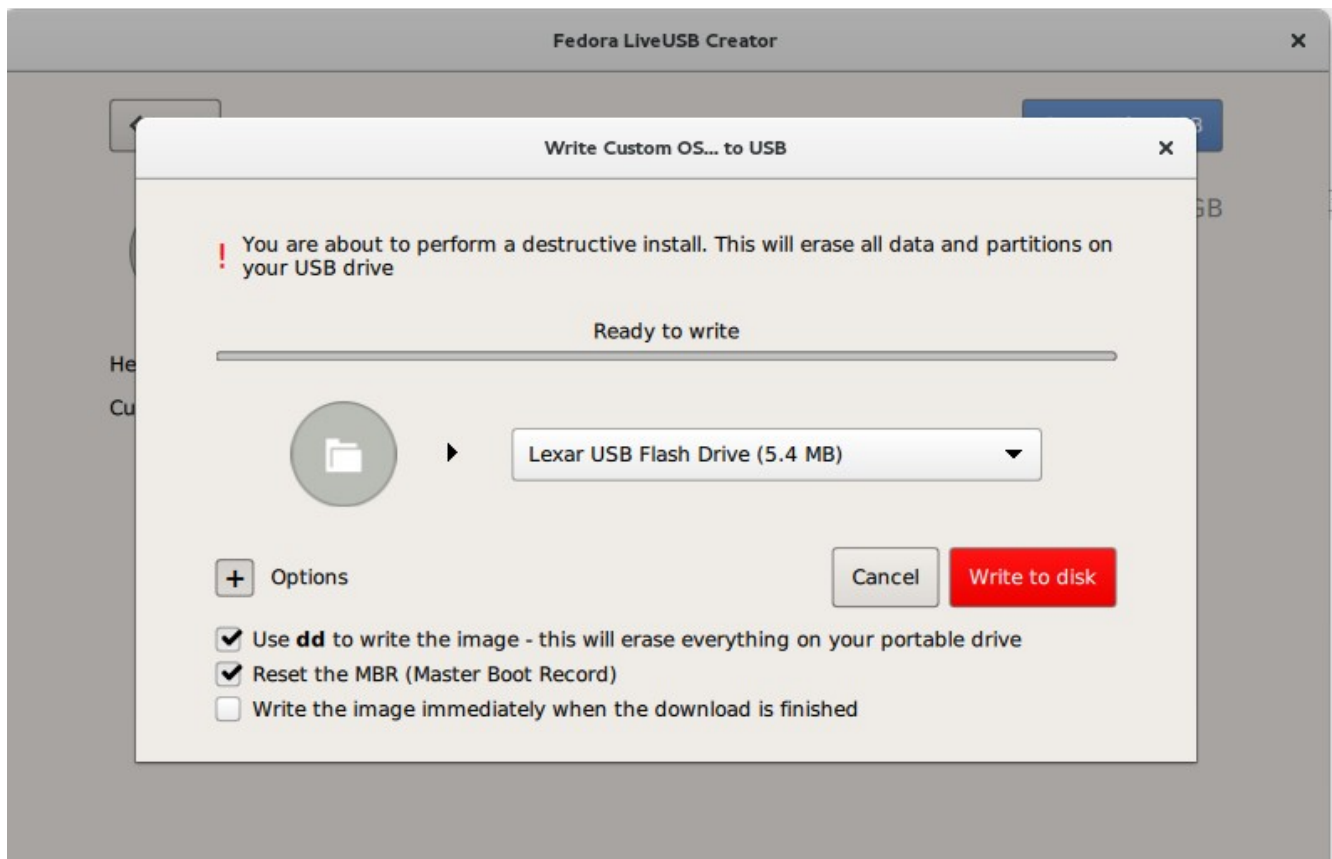 Fedora LiveUSB Creator
Write Custom OS... to USB
GB
! You are about to perform a destructive install. This will erase all data and partitions on
your USB drive
Ready to write
He
Cu
Lexar USB Flash Drive (5.4 MB)
+ Options
Cancel
Write to disk
Use dd to write the image - this will erase everything on your portable drive
Reset the MBR (Master Boot Record)
Write the image immediately when the download is finished